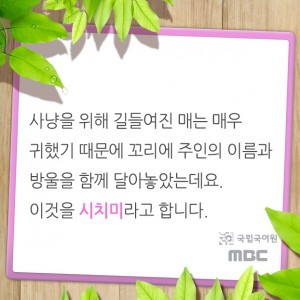 사냥을 위해 길들여진 매는 매우
귀했기 때문에 꼬리에 주인의 이름과
방울을 함께 달아놓았는데요.
이것을 시치미라고 합니다.
국립국어원
MBC